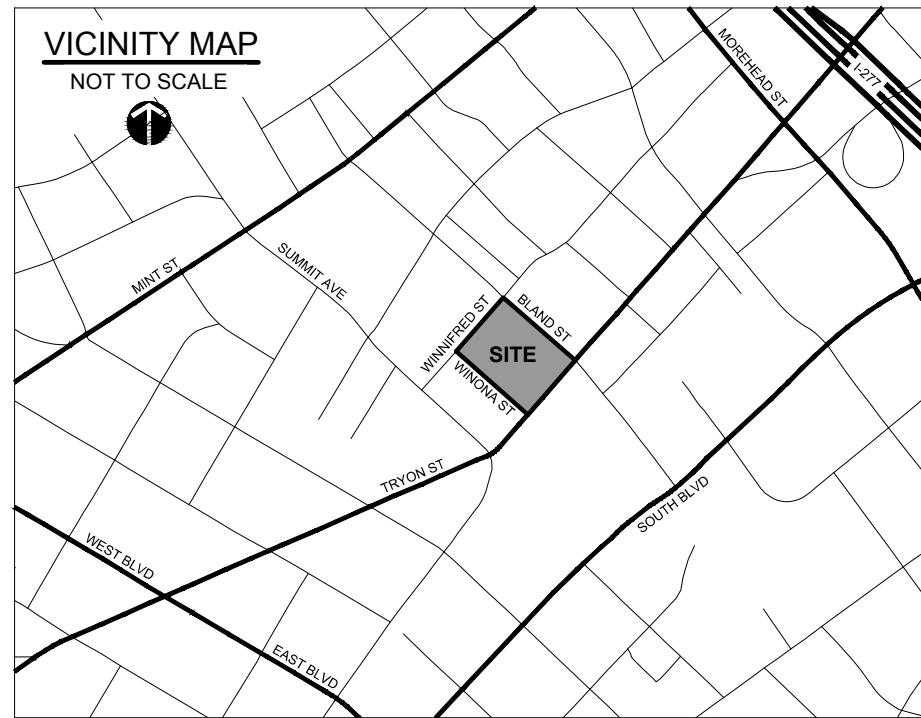 VICINITY MAP
NOT TO SCALE
MOREHEAD ST
I-277
MINT ST
SUMMIT AVE
WINNIFRED ST
BLAND ST
SITE
WINONA ST
TRYON ST
SOUTH BLVD
WEST BLVD
EAST BLVD